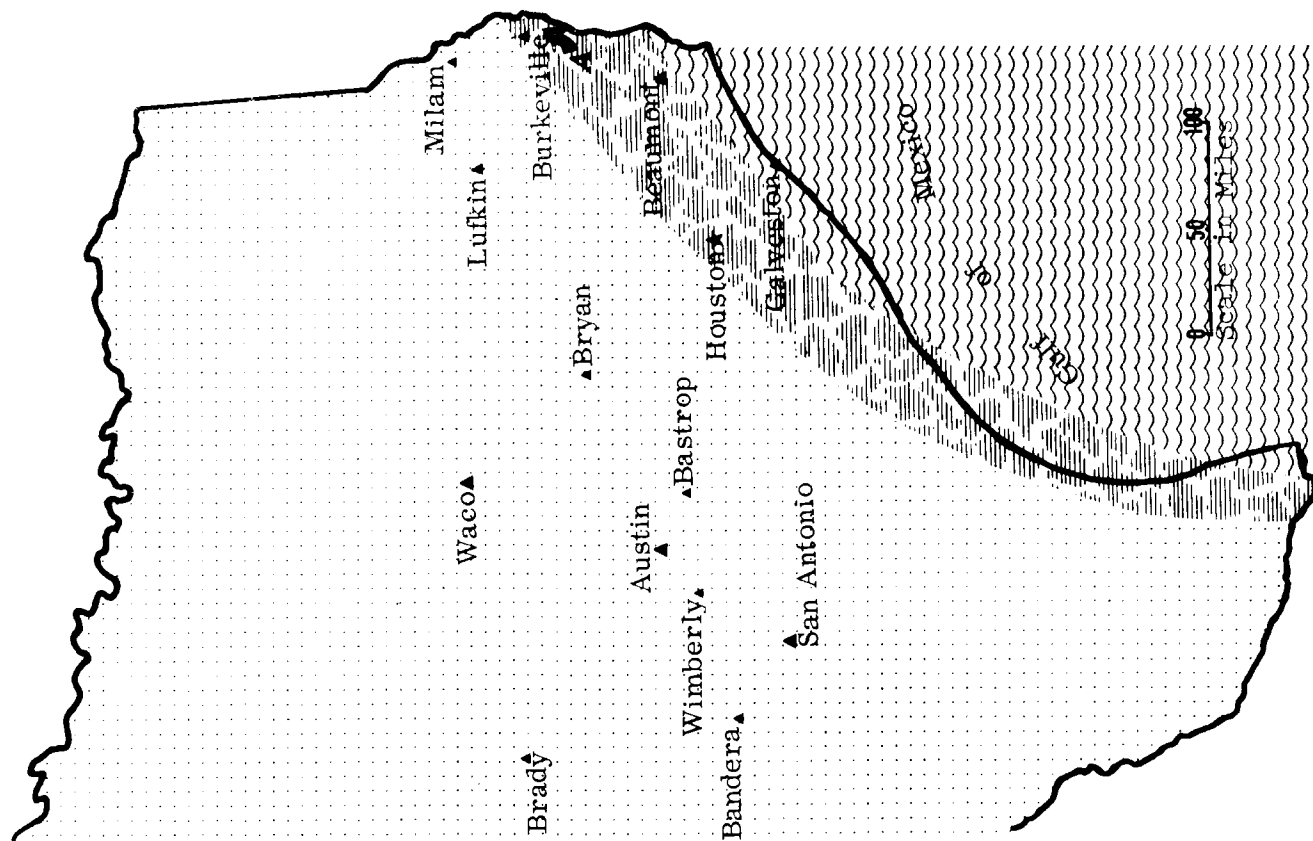 Milam
Burkeville
A
Lufkin
Beaumont
Bryan
Houston
Galveston
Waco
Bastrop
Austin
Wimberly
San Antonio
Brady
Bandera
Gulf
of
Mexico
0 50 100
Scale in Miles